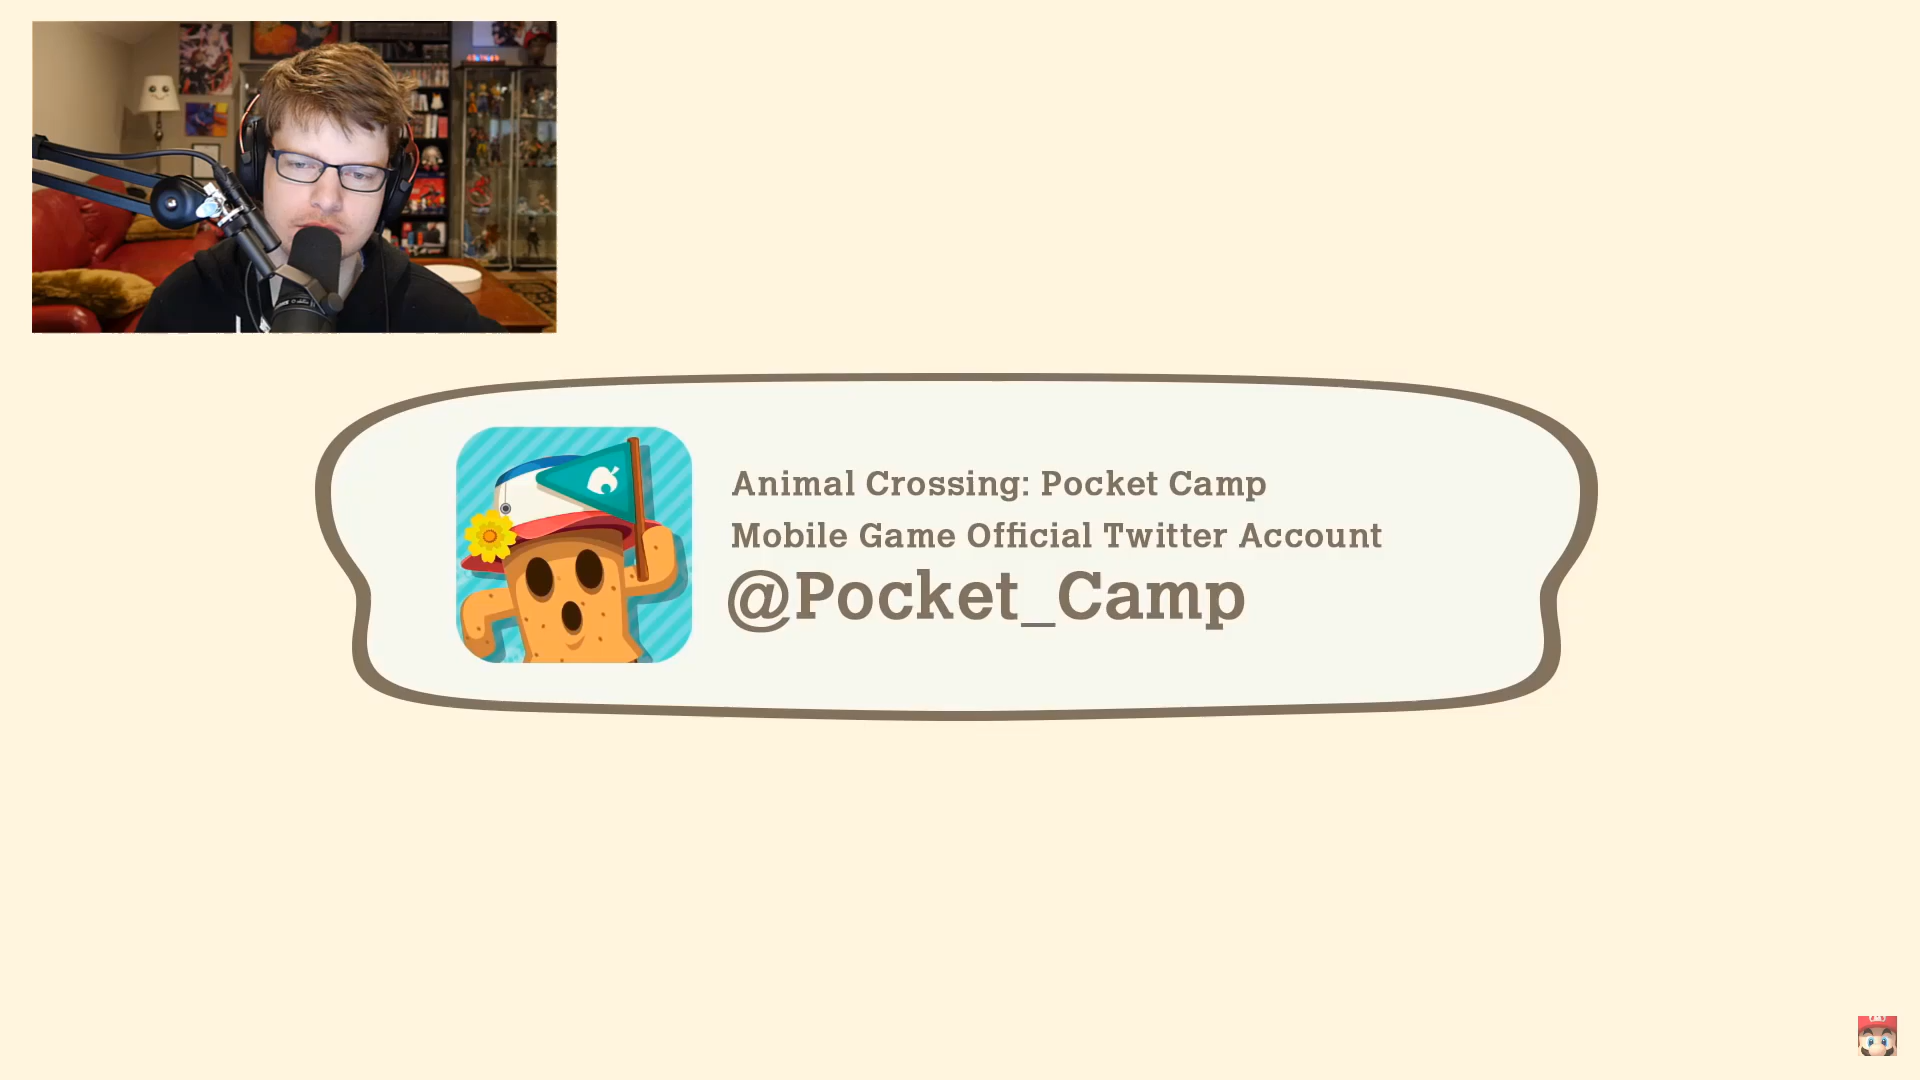 Animal Crossing: Pocket Camp
Mobile Game Official Twitter Account
@Pocket_Camp